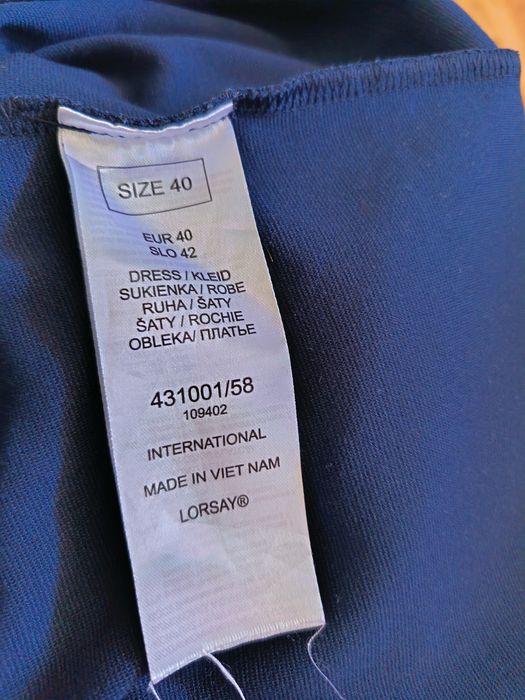 SIZE 40
EUR 40
SLO 42
DRESS / KLEID
SUKIENKA / ROBE
RUHA / ŠATY
ŠATY / ROCHIE
OBLEKA/ ПЛАТЬЕ
431001/58
109402
INTERNATIONAL
MADE IN VIET NAM
LORSAY®